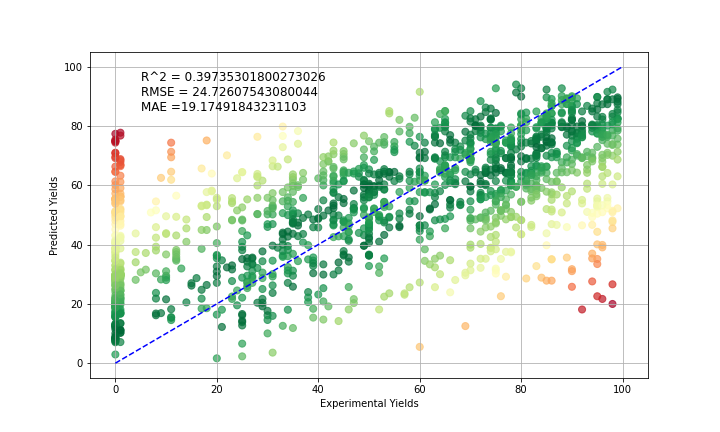 R^2 = 0.39735301800273026
RMSE = 24.72607543080044
MAE =19.17491843231103
100
80
60
40
20
0
Predicted Yields
0 20 40 60 80 100
Experimental Yields